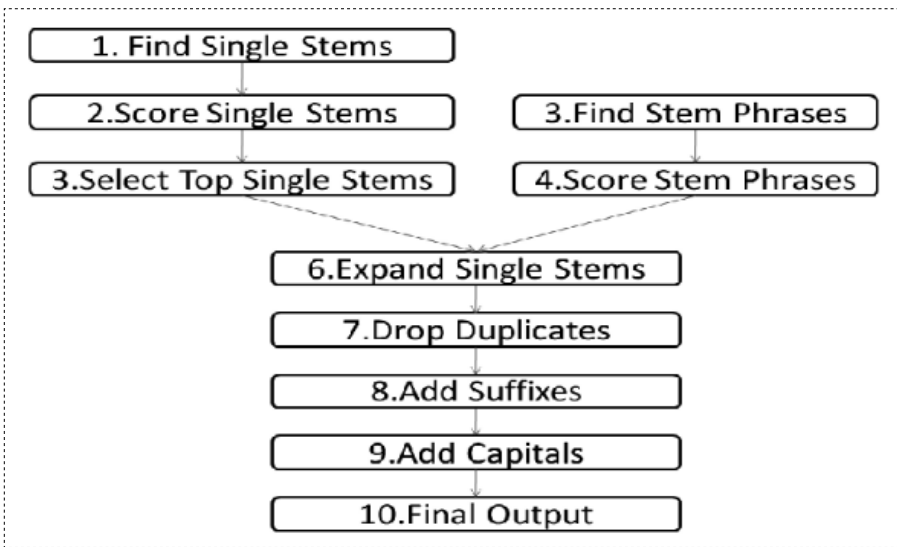 1. Find Single Stems
2.Score Single Stems
3.Find Stem Phrases
3.Select Top Single Stems
4.Score Stem Phrases
6.Expand Single Stems
7.Drop Duplicates
8.Add Suffixes
9.Add Capitals
10.Final Output